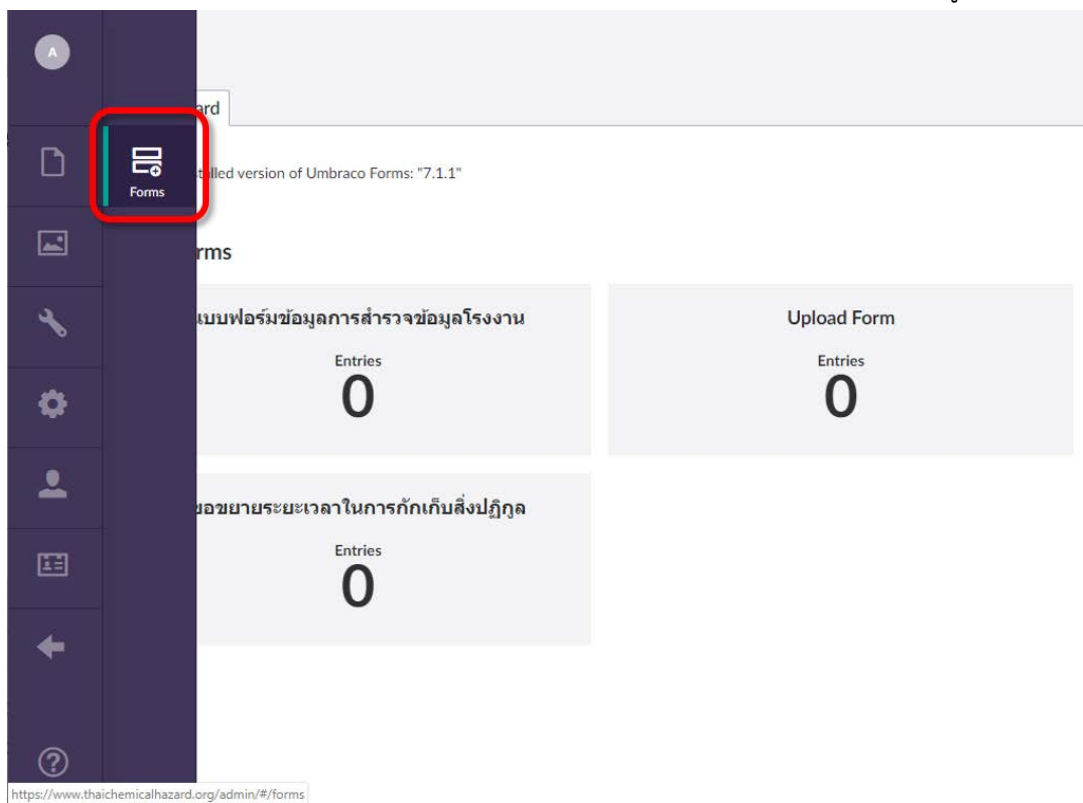 A
ard
Forms
stalled version of Umbraco Forms: "7.1.1"
rms
แบบฟอร์มข้อมูลการสำรวจข้อมูลโรงงาน
Entries
0
Upload Form
Entries
0
ขอขยายระยะเวลาในการกักเก็บสิ่งปฏิกูล
Entries
0
https://www.thaichemicalhazard.org/admin/#/forms